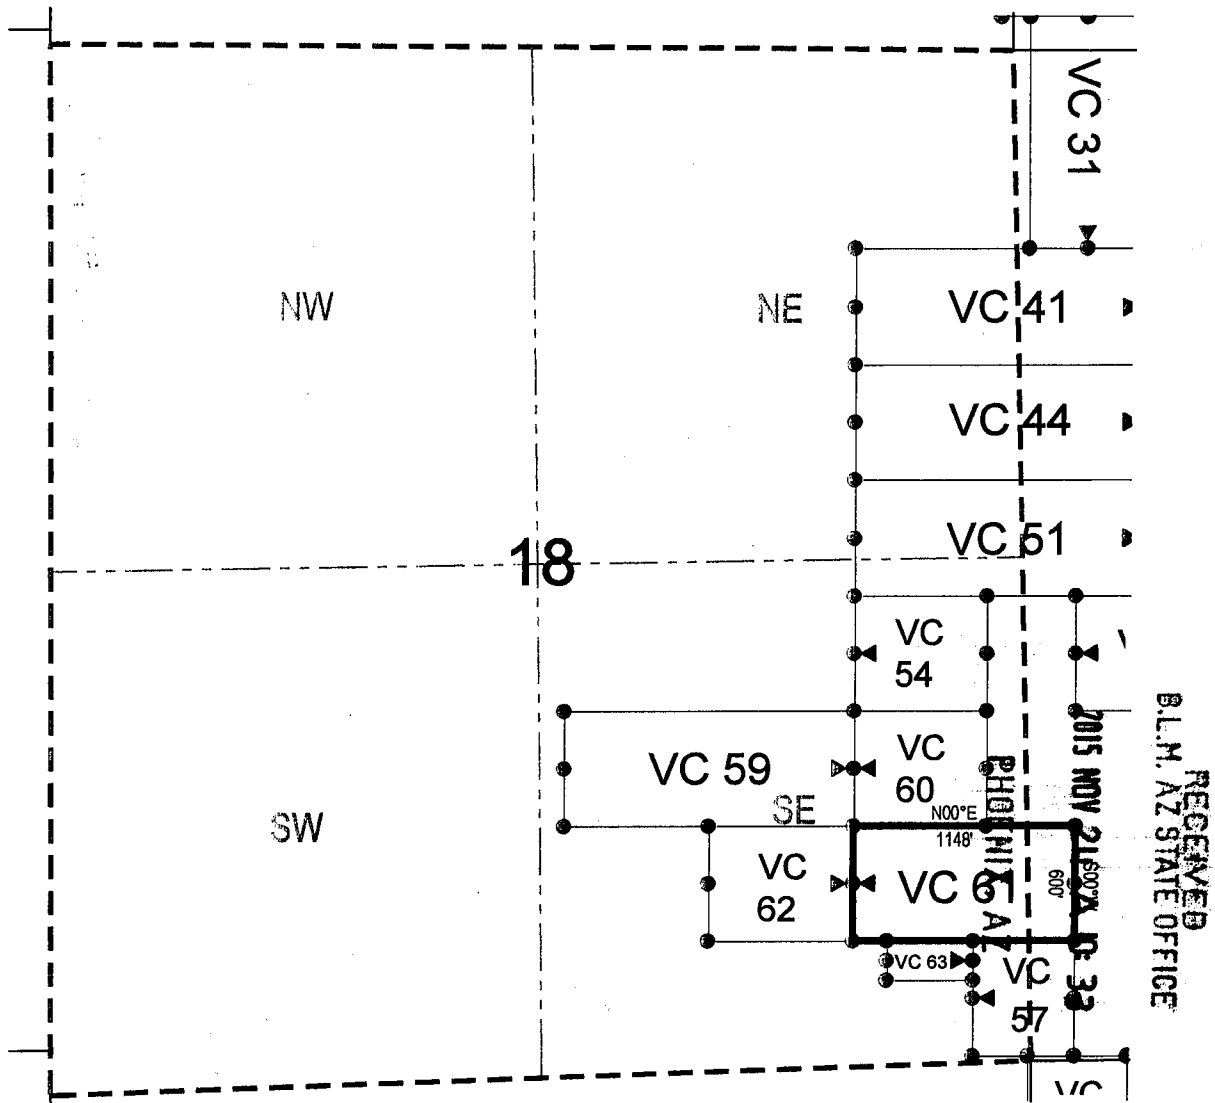 VC 31
NW
NE
VC 41
VC 44
VC 51
18
VC
54
VC 59
VC
60
SW
SE
N00°E
1148'
VC
62
VC 61
600'
VC 63
VC
57
VC
RECEIVED
B.L.M. AZ STATE OFFICE
2015 NOV 24 A 10: 33
PHOENIX, AZ